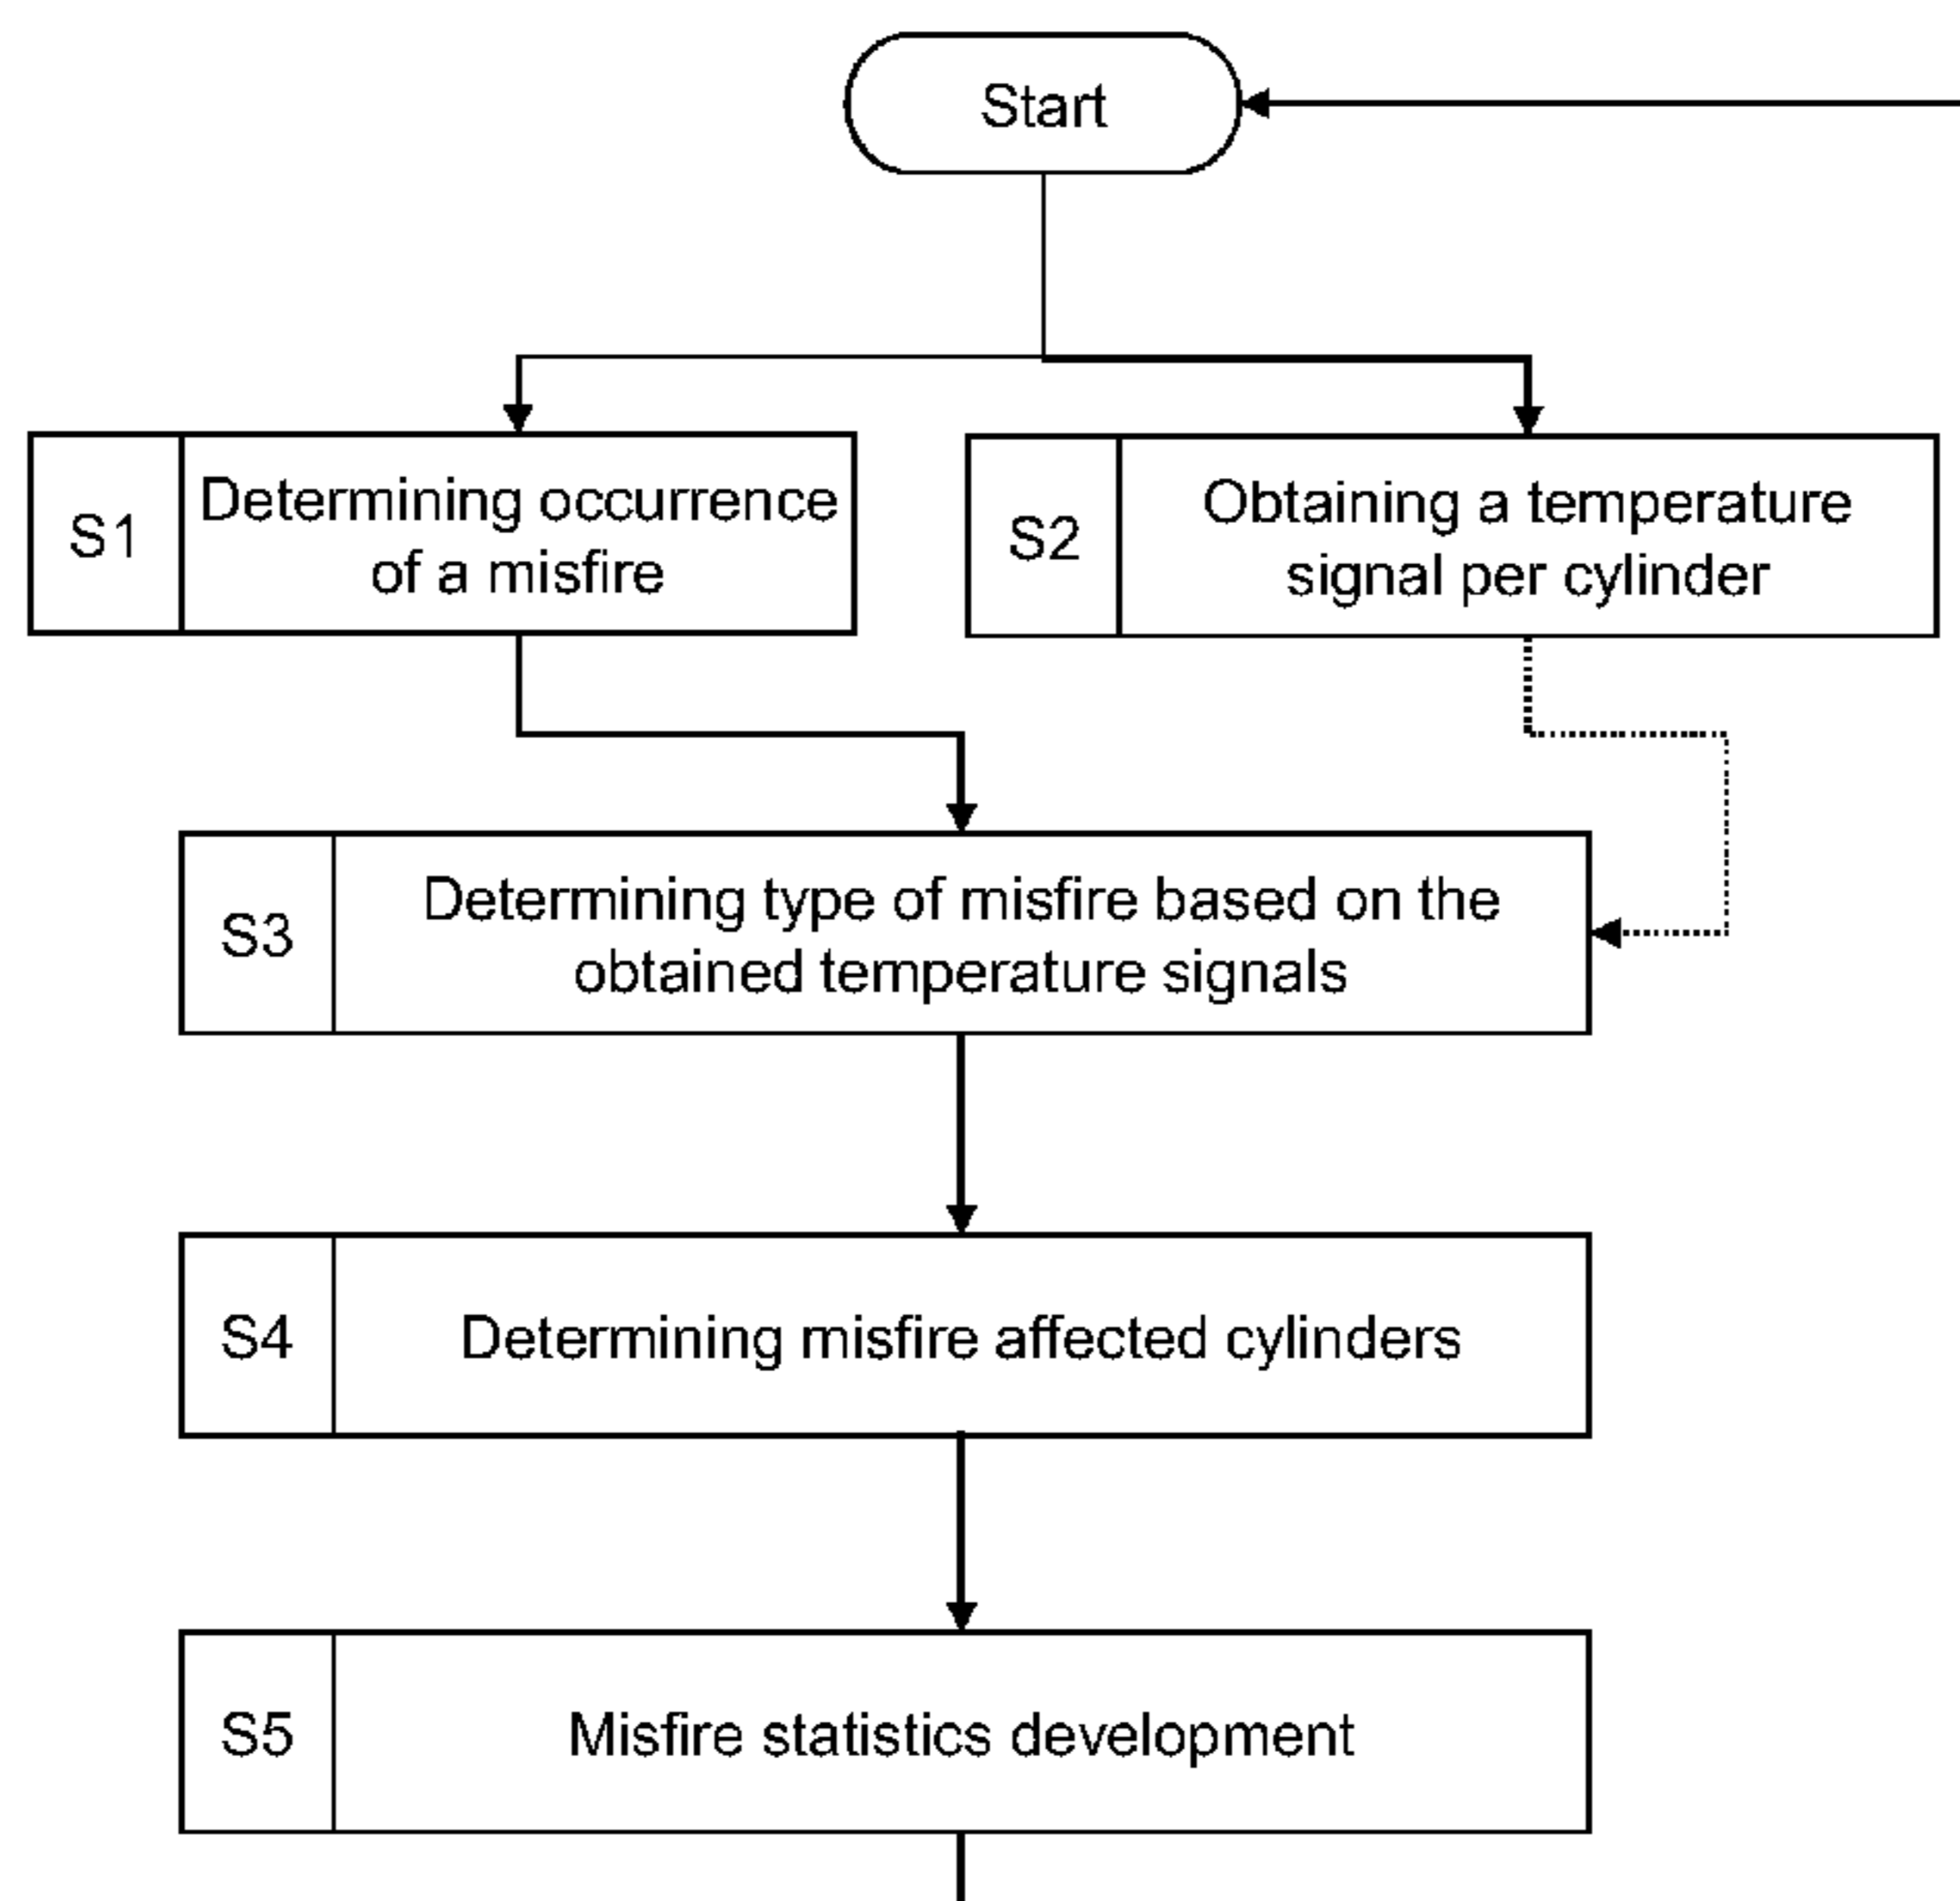 Start
S1
Determining occurrence
of a misfire
S2
Obtaining a temperature
signal per cylinder
S3
Determining type of misfire based on the
obtained temperature signals
S4
Determining misfire affected cylinders
S5
Misfire statistics development